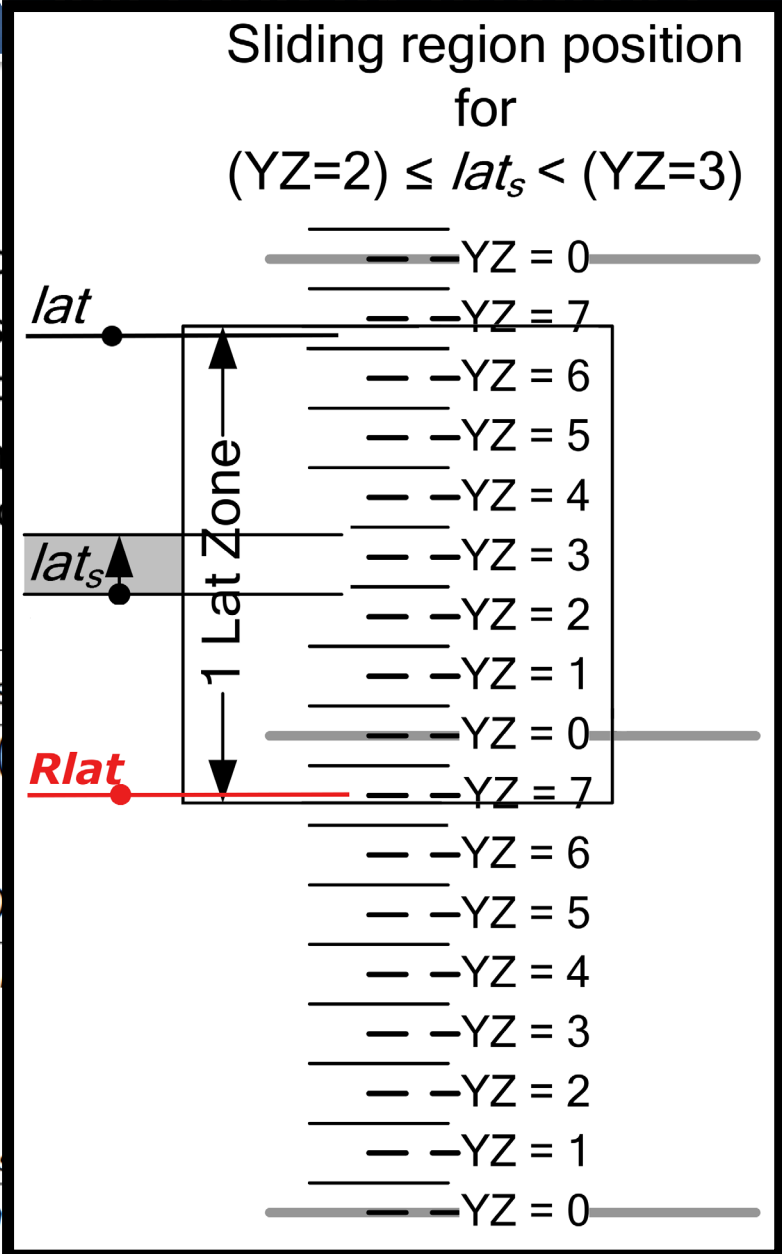 Sliding region position
for
(YZ=2) ≤ lats < (YZ=3)
YZ = 0
lat
YZ = 7
YZ = 6
YZ = 5
1 Lat Zone
YZ = 4
lats
YZ = 3
YZ = 2
YZ = 1
YZ = 0
Rlat
YZ = 7
YZ = 6
YZ = 5
YZ = 4
YZ = 3
YZ = 2
YZ = 1
YZ = 0